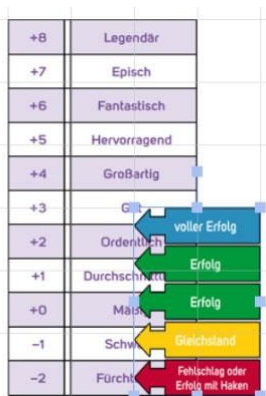 +8 Legendär
+7 Episch
+6 Fantastisch
+5 Hervorragend
+4 Großartig
+3
voller Erfolg
+2 Ordentlich
Erfolg
+1
Erfolg
+0
Gleichstand
-1
-2
Fehlschlag oder
Erfolg mit Haken